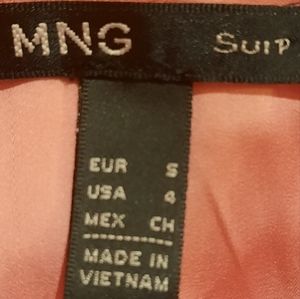 MNG Suit
EUR S
USA 4
MEX CH
MADE IN
VIETNAM